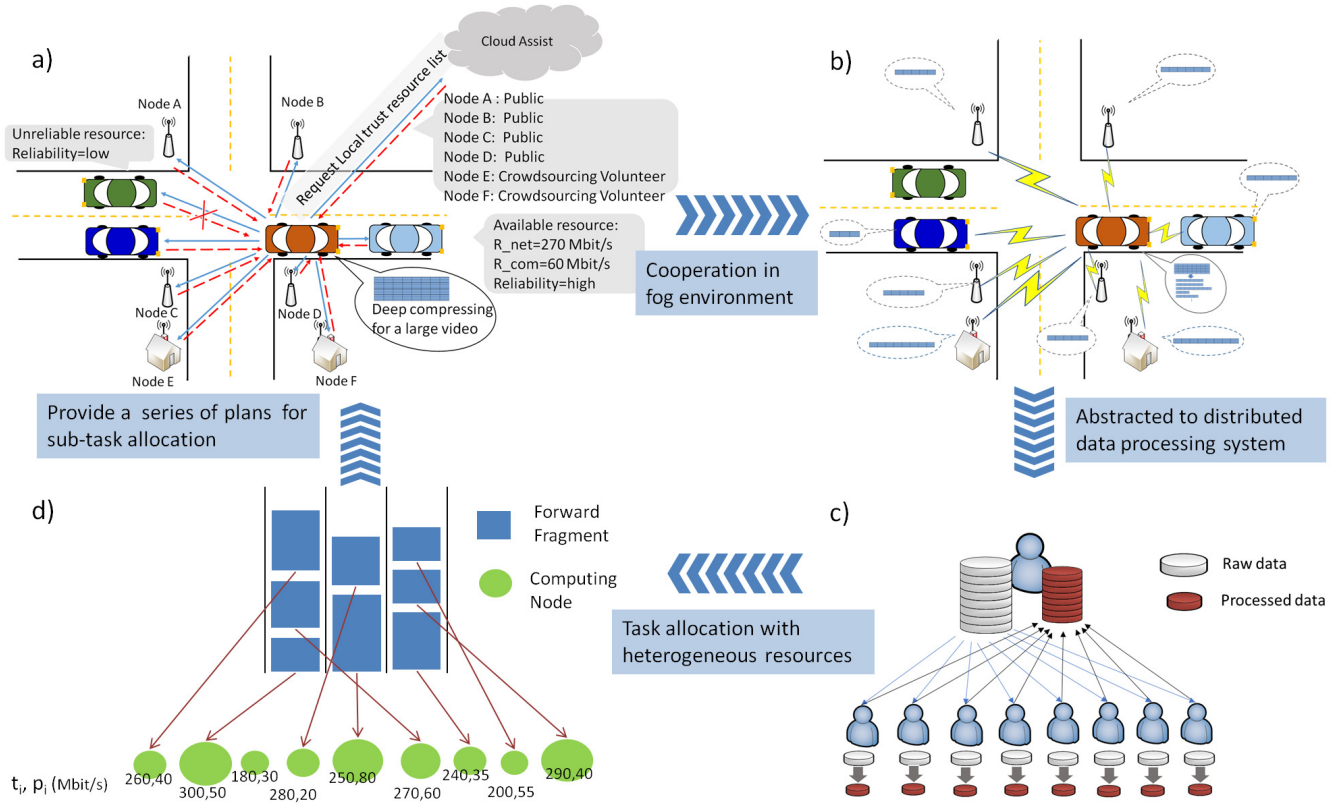 a)
Cloud Assist
Request Local trust resource list
Node A
Node B
Unreliable resource:
Reliability=low
Node A : Public
Node B: Public
Node C: Public
Node D: Public
Node E: Crowdsourcing Volunteer
Node F: Crowdsourcing Volunteer
Available resource:
R_net=270 Mbit/s
R_com=60 Mbit/s
Reliability=high
Deep compressing
for a large video
Node C
Node D
Node E
Node F
Cooperation in
fog environment
b)
Provide a series of plans for
sub-task allocation
Abstracted to distributed
data processing system
d)
Forward
Fragment
Computing
Node
Task allocation with
heterogeneous resources
c)
Raw data
Processed data
tᵢ, pᵢ (Mbit/s)
260,40
300,50
180,30
280,20
250,80
270,60
240,35
200,55
290,40